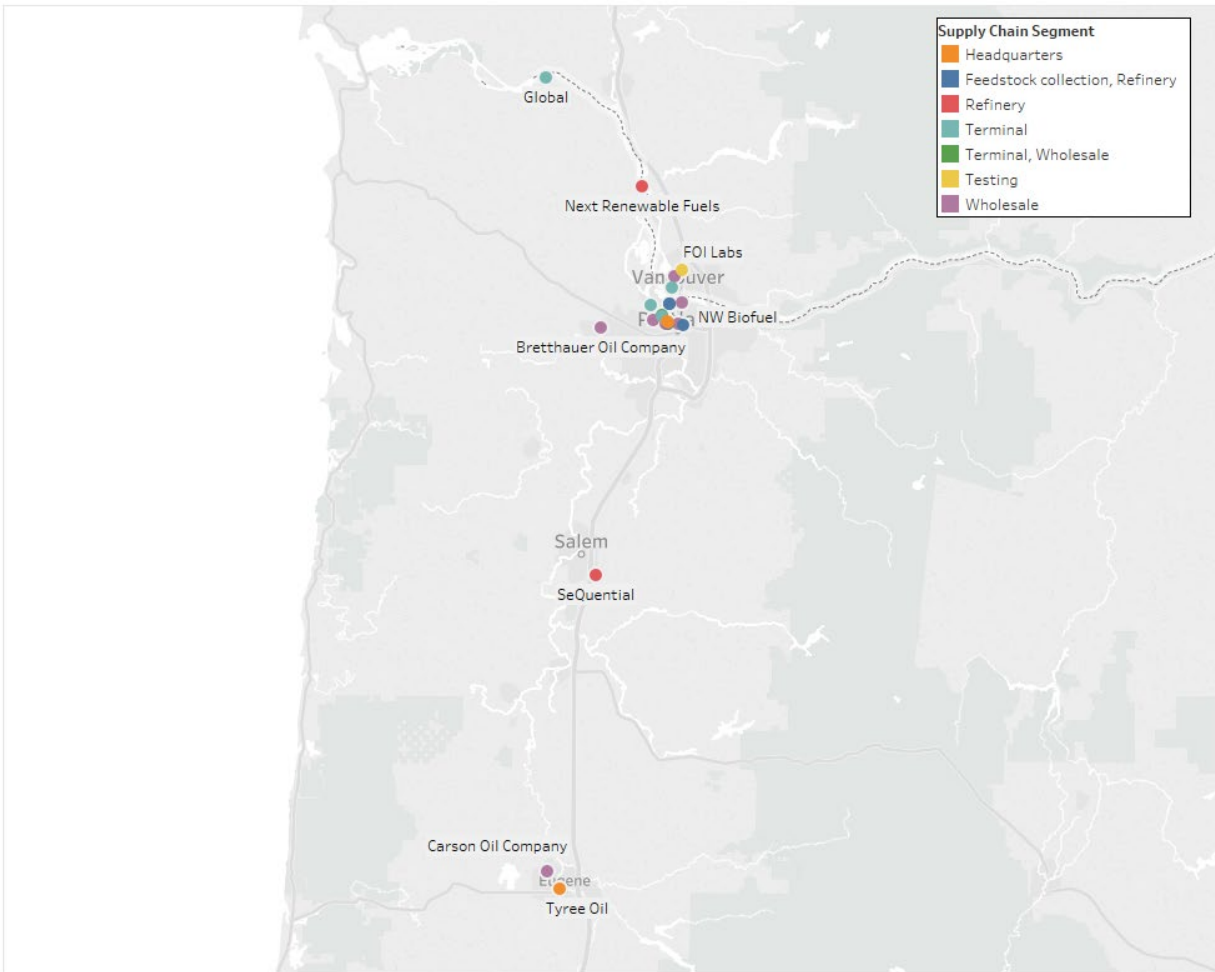 Supply Chain Segment
Headquarters
Feedstock collection, Refinery
Refinery
Terminal
Terminal, Wholesale
Testing
Wholesale
Global
Next Renewable Fuels
FOI Labs
Vancouver
NW Biofuel
Bretthauer Oil Company
Salem
SeQuential
Carson Oil Company
Eugene
Tyree Oil